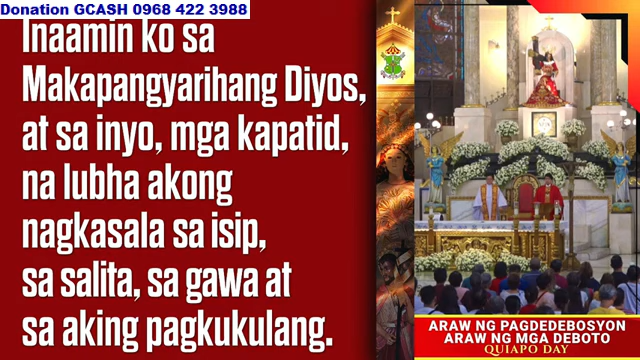 Donation GCASH 0968 422 3988
Inaamin ko sa
Makapangyarihang Diyos,
at sa inyo, mga kapatid,
na lubha akong
nagkasala sa isip,
sa salita, sa gawa at
sa aking pagkukulang.
ARAW NG PAGDEDEBOSYON
ARAW NG MGA DEBOTO
QUIAPO DAY